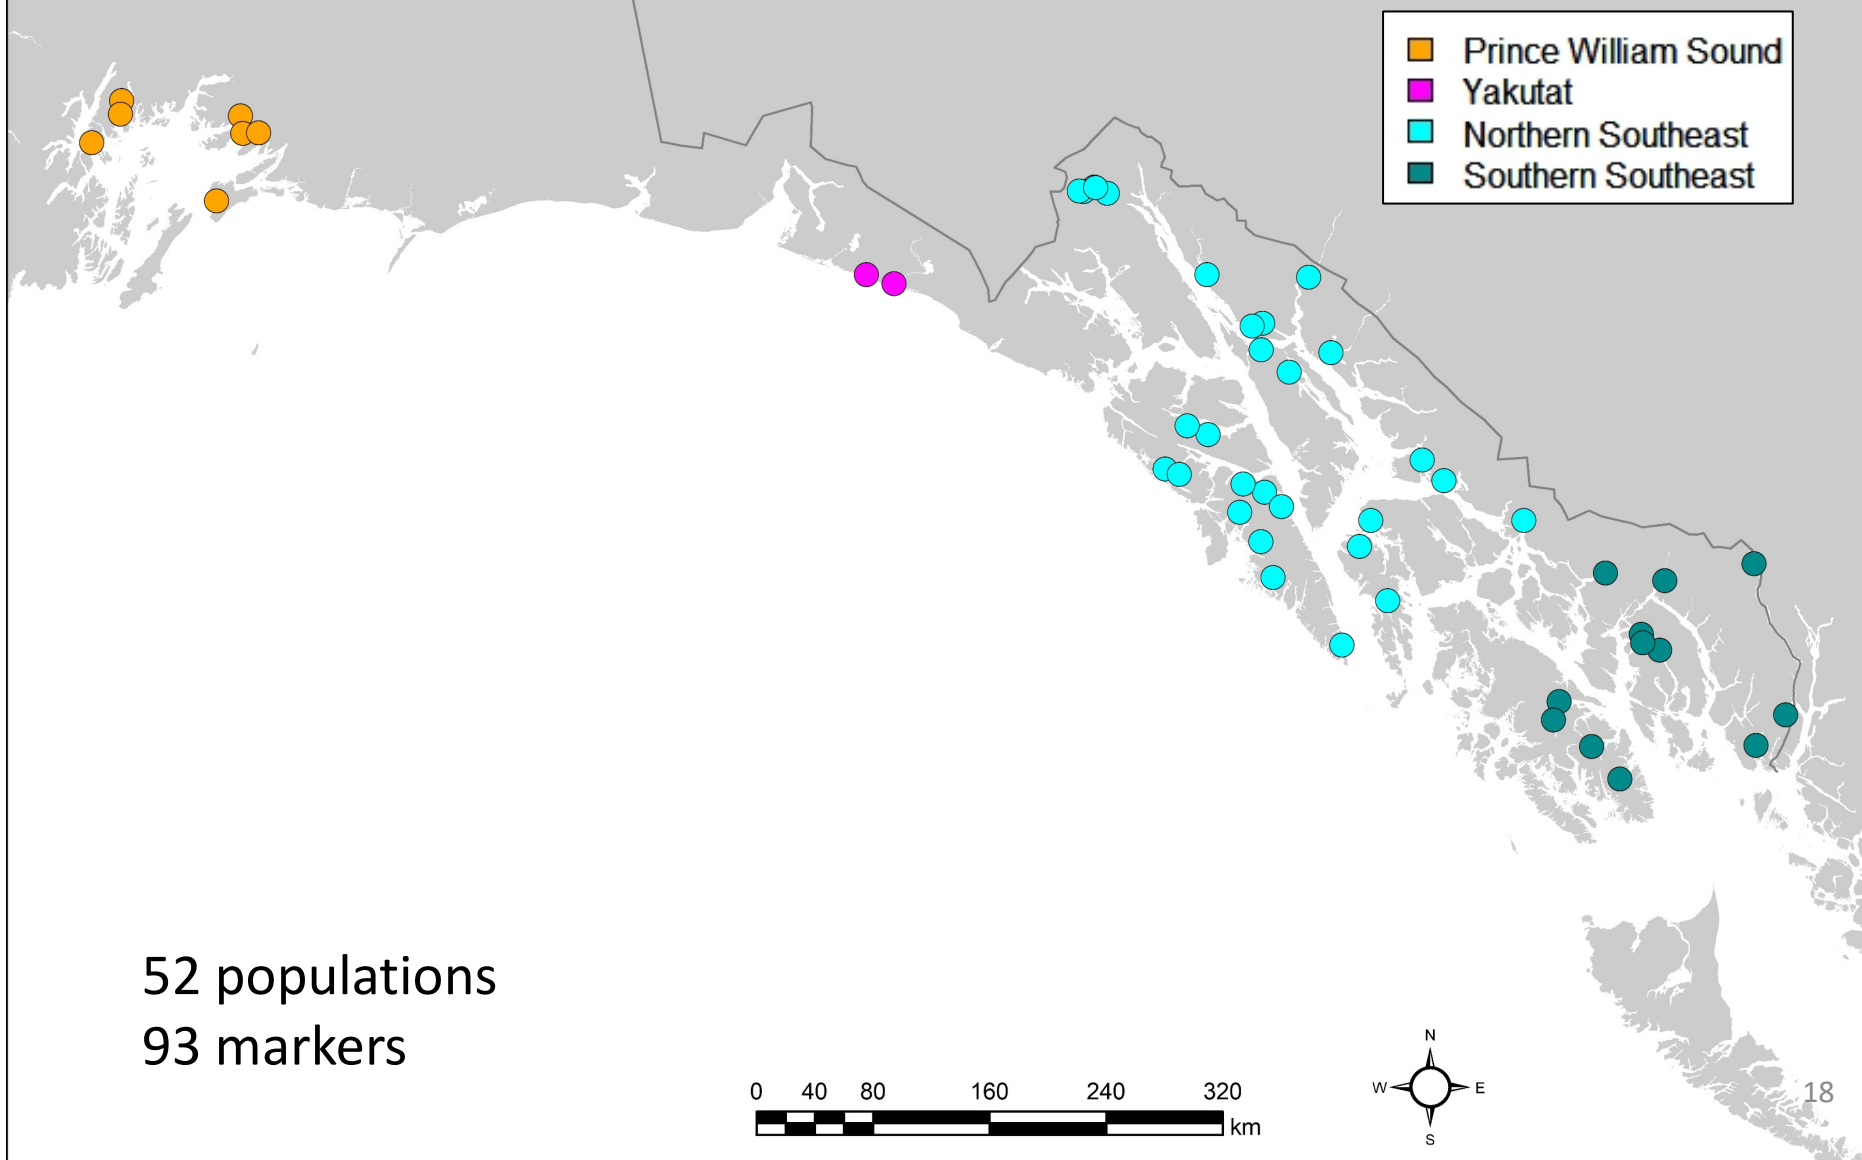 Prince William Sound
Yakutat
Northern Southeast
Southern Southeast
52 populations
93 markers
0 40 80 160 240 320
km
N
W E
S
18